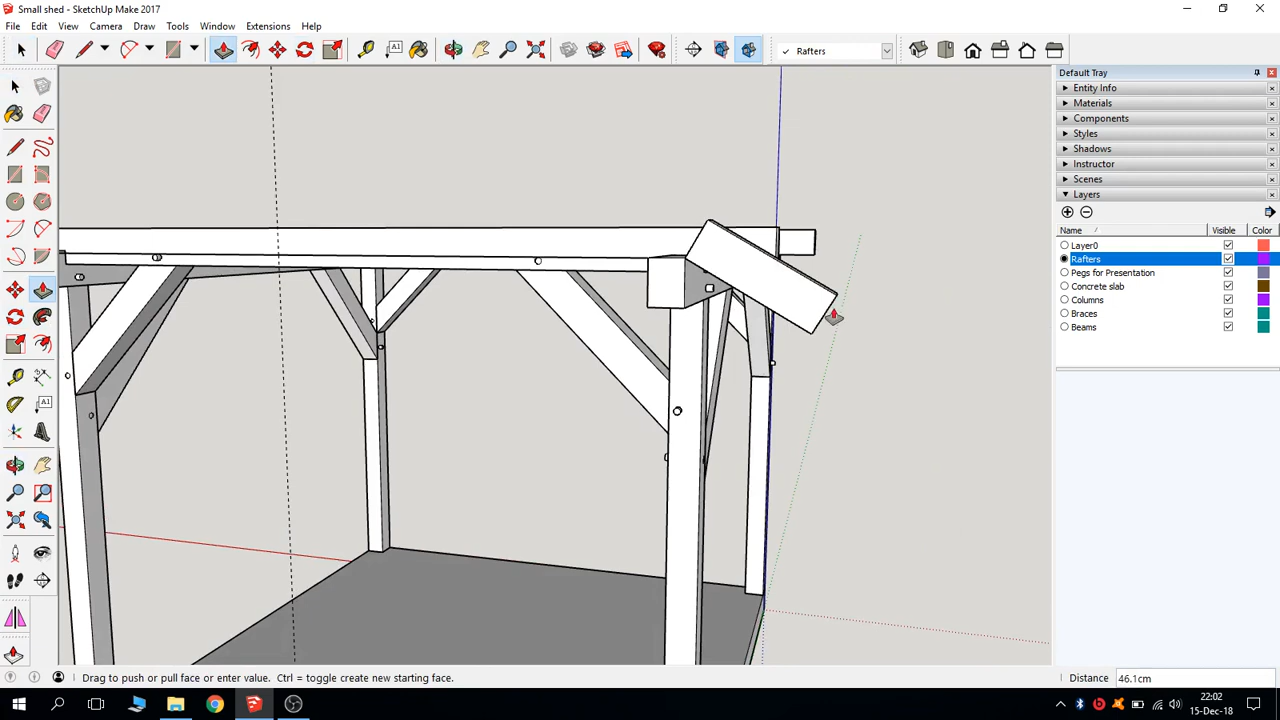 Small shed - SketchUp Make 2017
File Edit View Camera Draw Tools Window Extensions Help
A1
Rafters
Default Tray
Entity Info
Materials
Components
Styles
Shadows
Instructor
Scenes
Layers
Name Visible Color
Layer0
Rafters
Pegs for Presentation
Concrete slab
Columns
Braces
Beams
A1
Drag to push or pull face or enter value. Ctrl = toggle create new starting face.
Distance 46.1cm
22:02
15-Dec-18